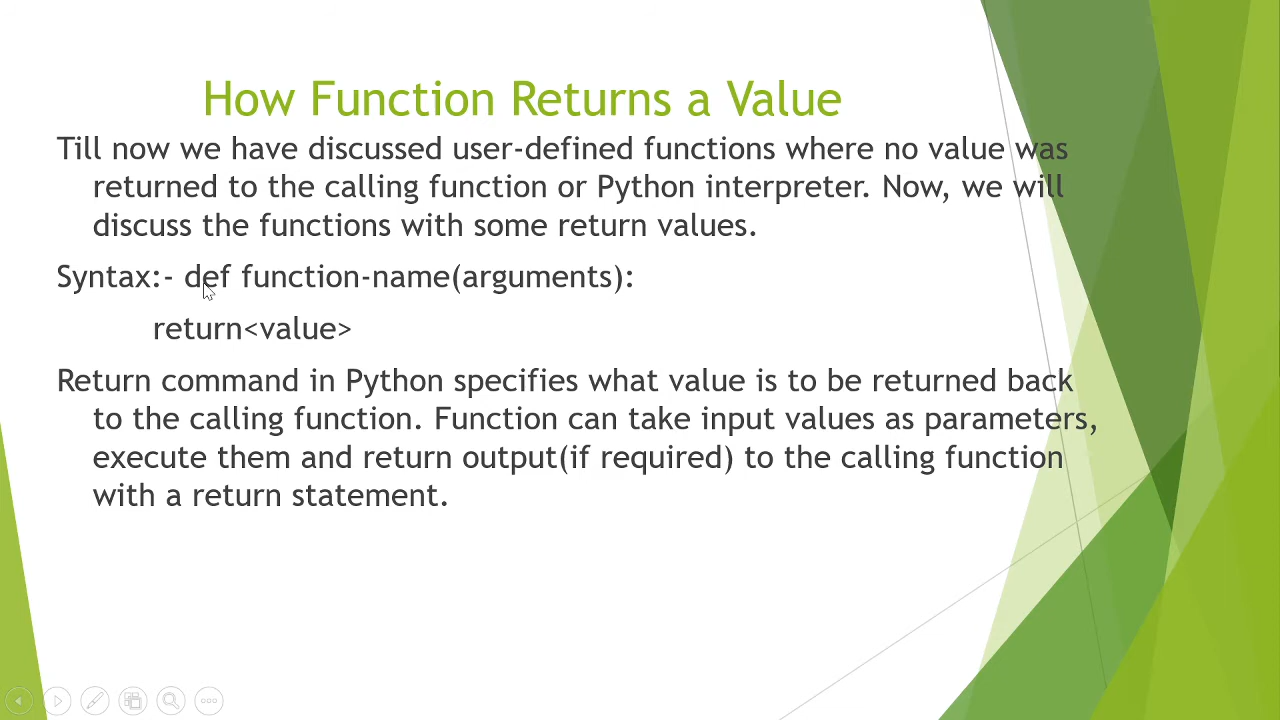 How Function Returns a Value
Till now we have discussed user-defined functions where no value was
returned to the calling function or Python interpreter. Now, we will
discuss the functions with some return values.
Syntax:- def function-name(arguments):
return<value>
Return command in Python specifies what value is to be returned back
to the calling function. Function can take input values as parameters,
execute them and return output(if required) to the calling function
with a return statement.